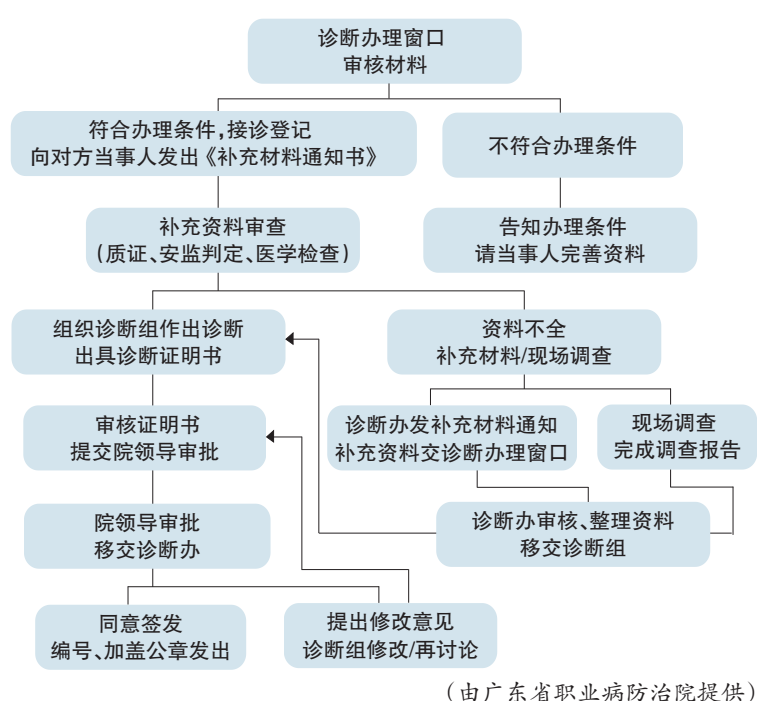 诊断办理窗口
审核材料
符合办理条件,接诊登记
向对方当事人发出《补充材料通知书》
不符合办理条件
补充资料审查
(质证、安监判定、医学检查)
告知办理条件
请当事人完善资料
组织诊断组作出诊断
出具诊断证明书
资料不全
补充材料/现场调查
审核证明书
提交院领导审批
诊断办发补充材料通知
补充资料交诊断办理窗口
现场调查
完成调查报告
院领导审批
移交诊断办
诊断办审核、整理资料
移交诊断组
同意签发
编号、加盖公章发出
提出修改意见
诊断组修改/再讨论
(由广东省职业病防治院提供)